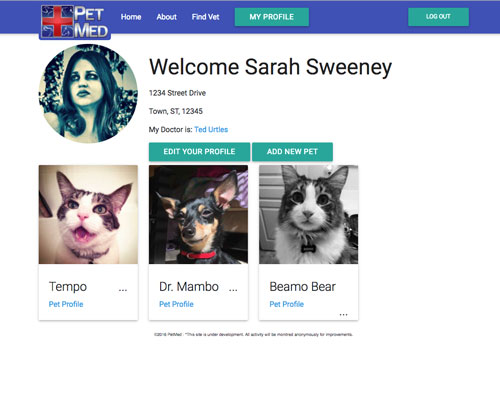 PET MED
Home About Find Vet MY PROFILE LOG OUT
Welcome Sarah Sweeney
1234 Street Drive
Town, ST, 12345
My Doctor is: Ted Urtles
EDIT YOUR PROFILE ADD NEW PET
Tempo ... Dr. Mambo ... Beamo Bear
Pet Profile Pet Profile Pet Profile
...
©2016 PetMed - *This site is under development. All activity will be monitred anonymously for improvements.